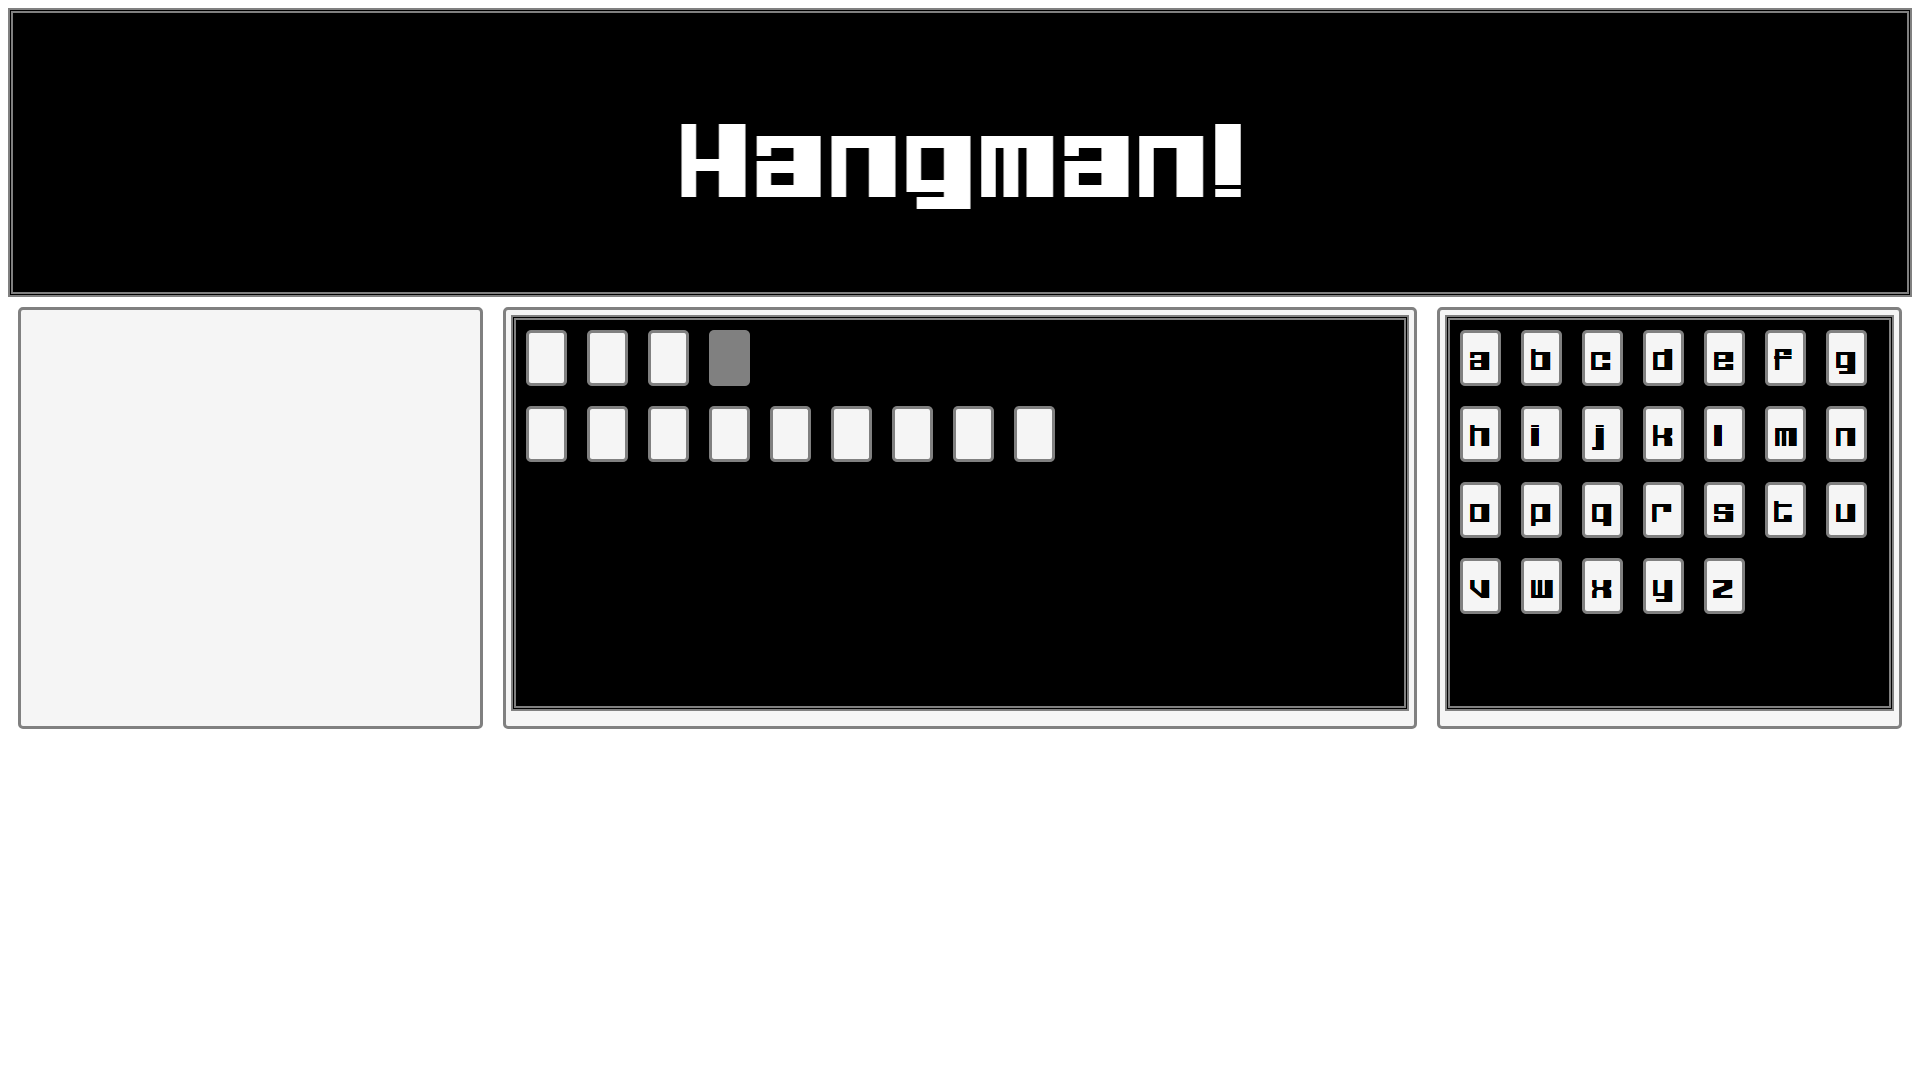 Hangman!
a b c d e f g
h i j k l m n
o p q r s t u
v w x y z